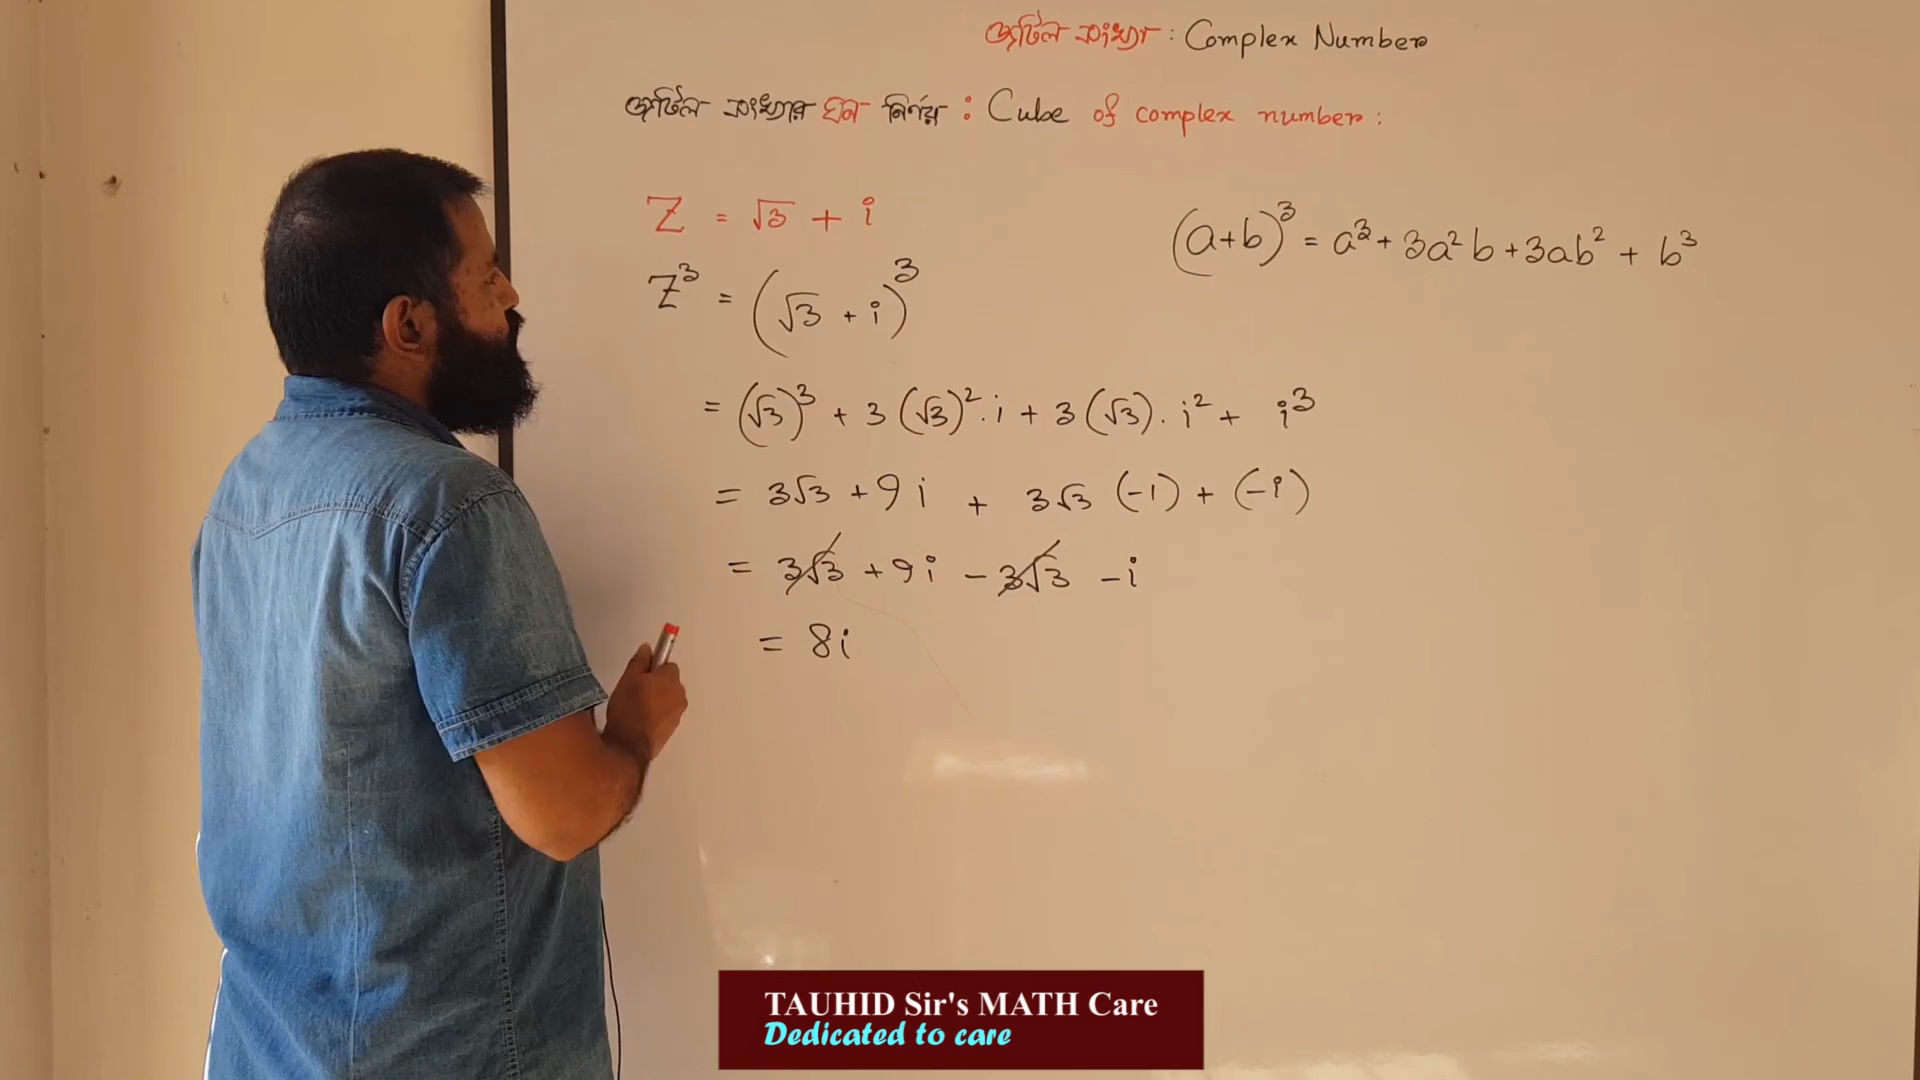 জটিল সংখ্যা : Complex Number
জটিল সংখ্যার ঘন নির্ণয় : Cube of complex number :
Z = √3 + i
(a+b)³ = a³ + 3a²b + 3ab² + b³
Z³ = (√3 + i)³
= (√3)³ + 3(√3)².i + 3(√3).i² + i³
= 3√3 + 9i + 3√3 (-1) + (-i)
= 3√3 + 9i - 3√3 - i
= 8i
TAUHID Sir's MATH Care
Dedicated to care